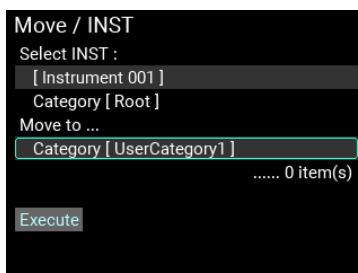 Move / INST
Select INST :
[ Instrument 001 ]
Category [ Root ]
Move to ...
Category [ UserCategory1 ]
...... 0 item(s)
Execute